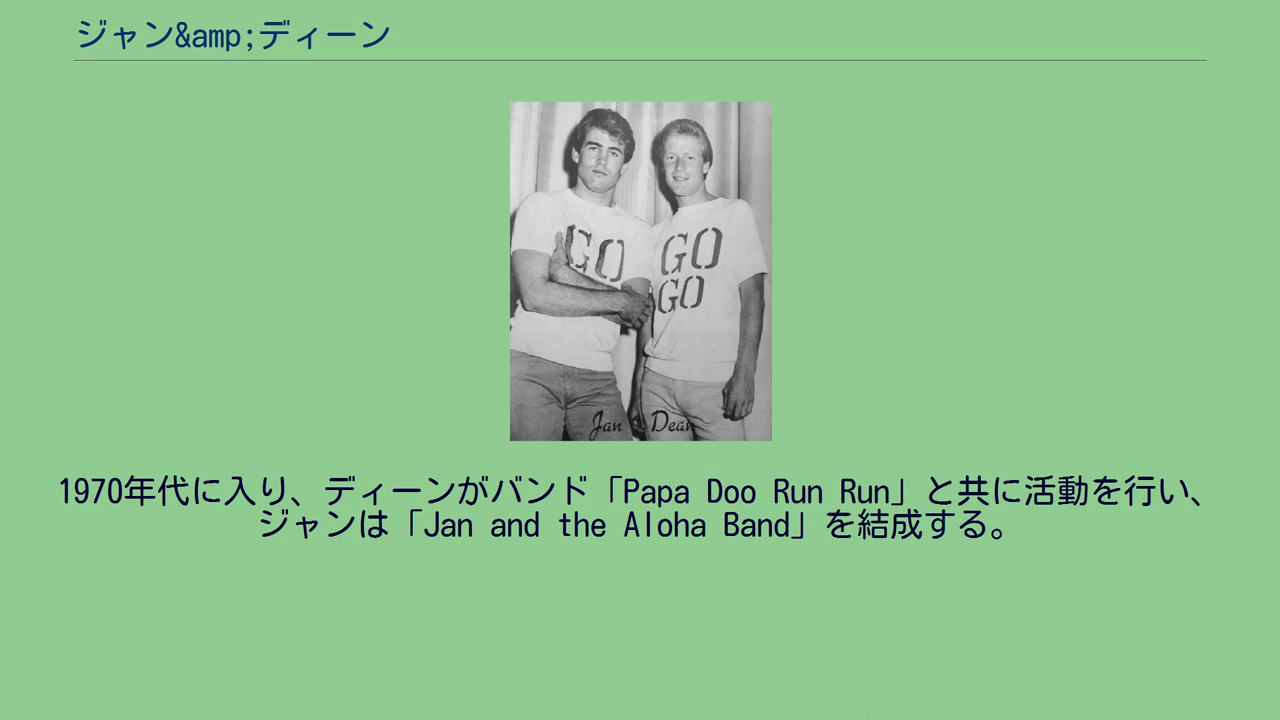 ジャン&amp;ディーン
GO GO
GO
Jan & Dean
1970年代に入り、ディーンがバンド「Papa Doo Run Run」と共に活動を行い、
ジャンは「Jan and the Aloha Band」を結成する。